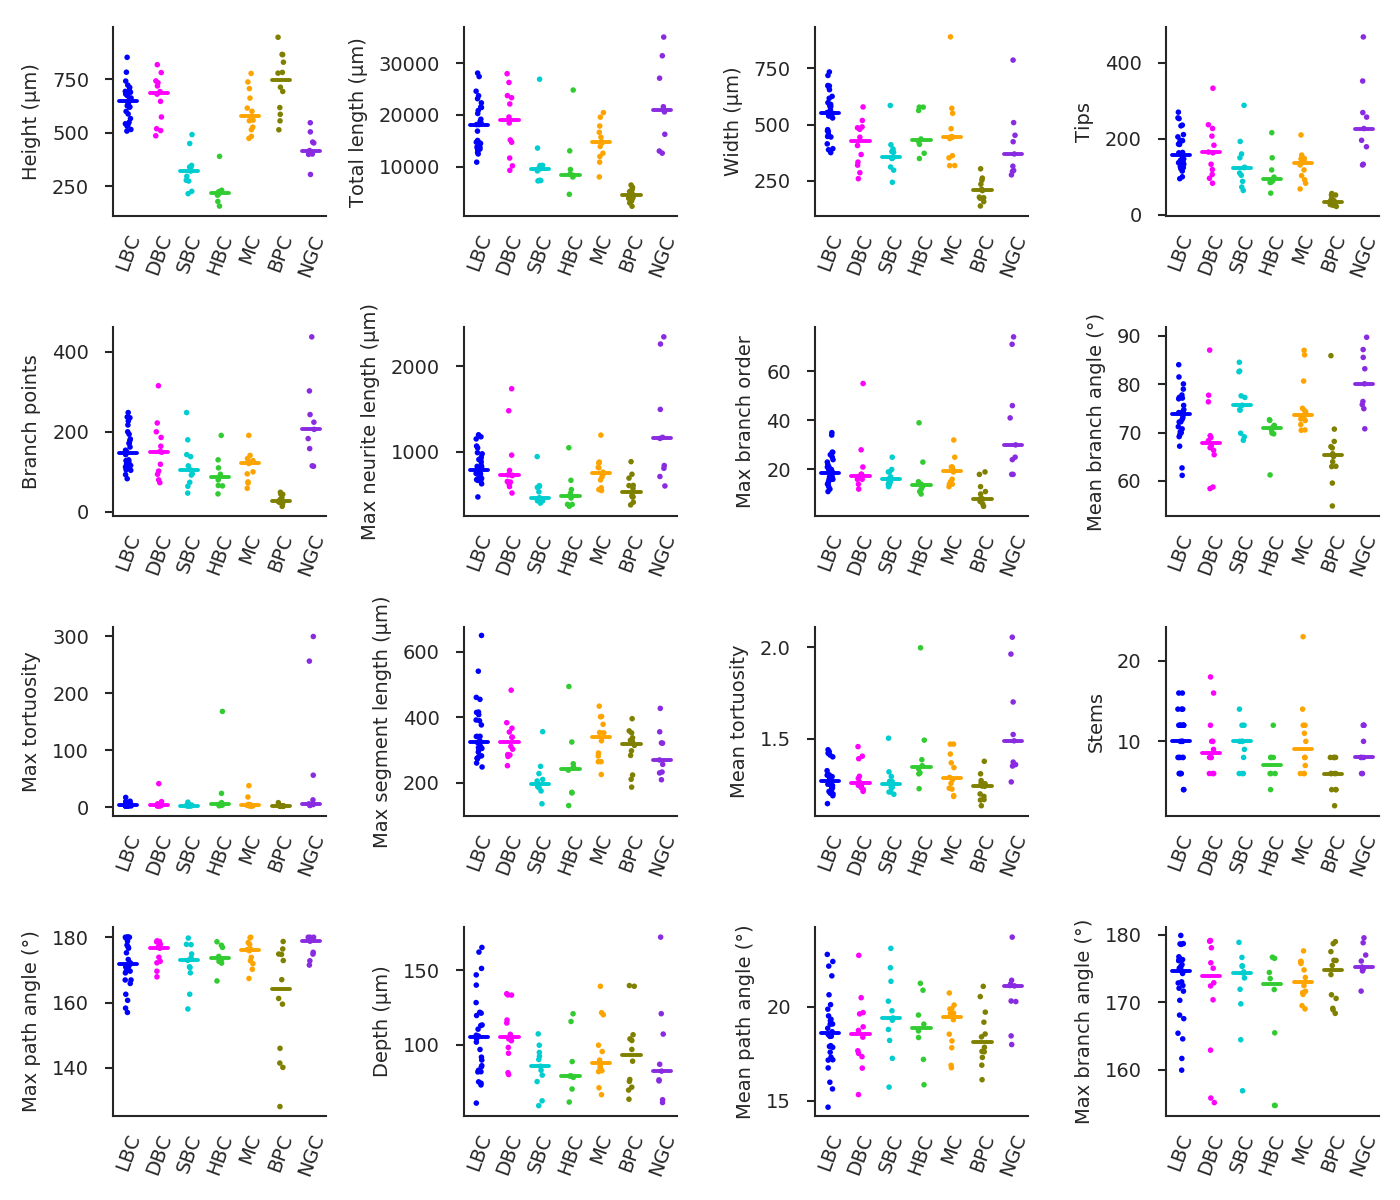 Height (μm)
750
500
250
LBC DBC SBC HBC MC BPC NGC
Total length (μm)
30000
20000
10000
LBC DBC SBC HBC MC BPC NGC
Width (μm)
750
500
250
LBC DBC SBC HBC MC BPC NGC
Tips
400
200
0
LBC DBC SBC HBC MC BPC NGC
Branch points
400
200
0
LBC DBC SBC HBC MC BPC NGC
Max neurite length (μm)
2000
1000
LBC DBC SBC HBC MC BPC NGC
Max branch order
60
40
20
LBC DBC SBC HBC MC BPC NGC
Mean branch angle (°)
90
80
70
60
LBC DBC SBC HBC MC BPC NGC
Max tortuosity
300
200
100
0
LBC DBC SBC HBC MC BPC NGC
Max segment length (μm)
600
400
200
LBC DBC SBC HBC MC BPC NGC
Mean tortuosity
2.0
1.5
LBC DBC SBC HBC MC BPC NGC
Stems
20
10
LBC DBC SBC HBC MC BPC NGC
Max path angle (°)
180
160
140
LBC DBC SBC HBC MC BPC NGC
Depth (μm)
150
100
LBC DBC SBC HBC MC BPC NGC
Mean path angle (°)
20
15
LBC DBC SBC HBC MC BPC NGC
Max branch angle (°)
180
170
160
LBC DBC SBC HBC MC BPC NGC